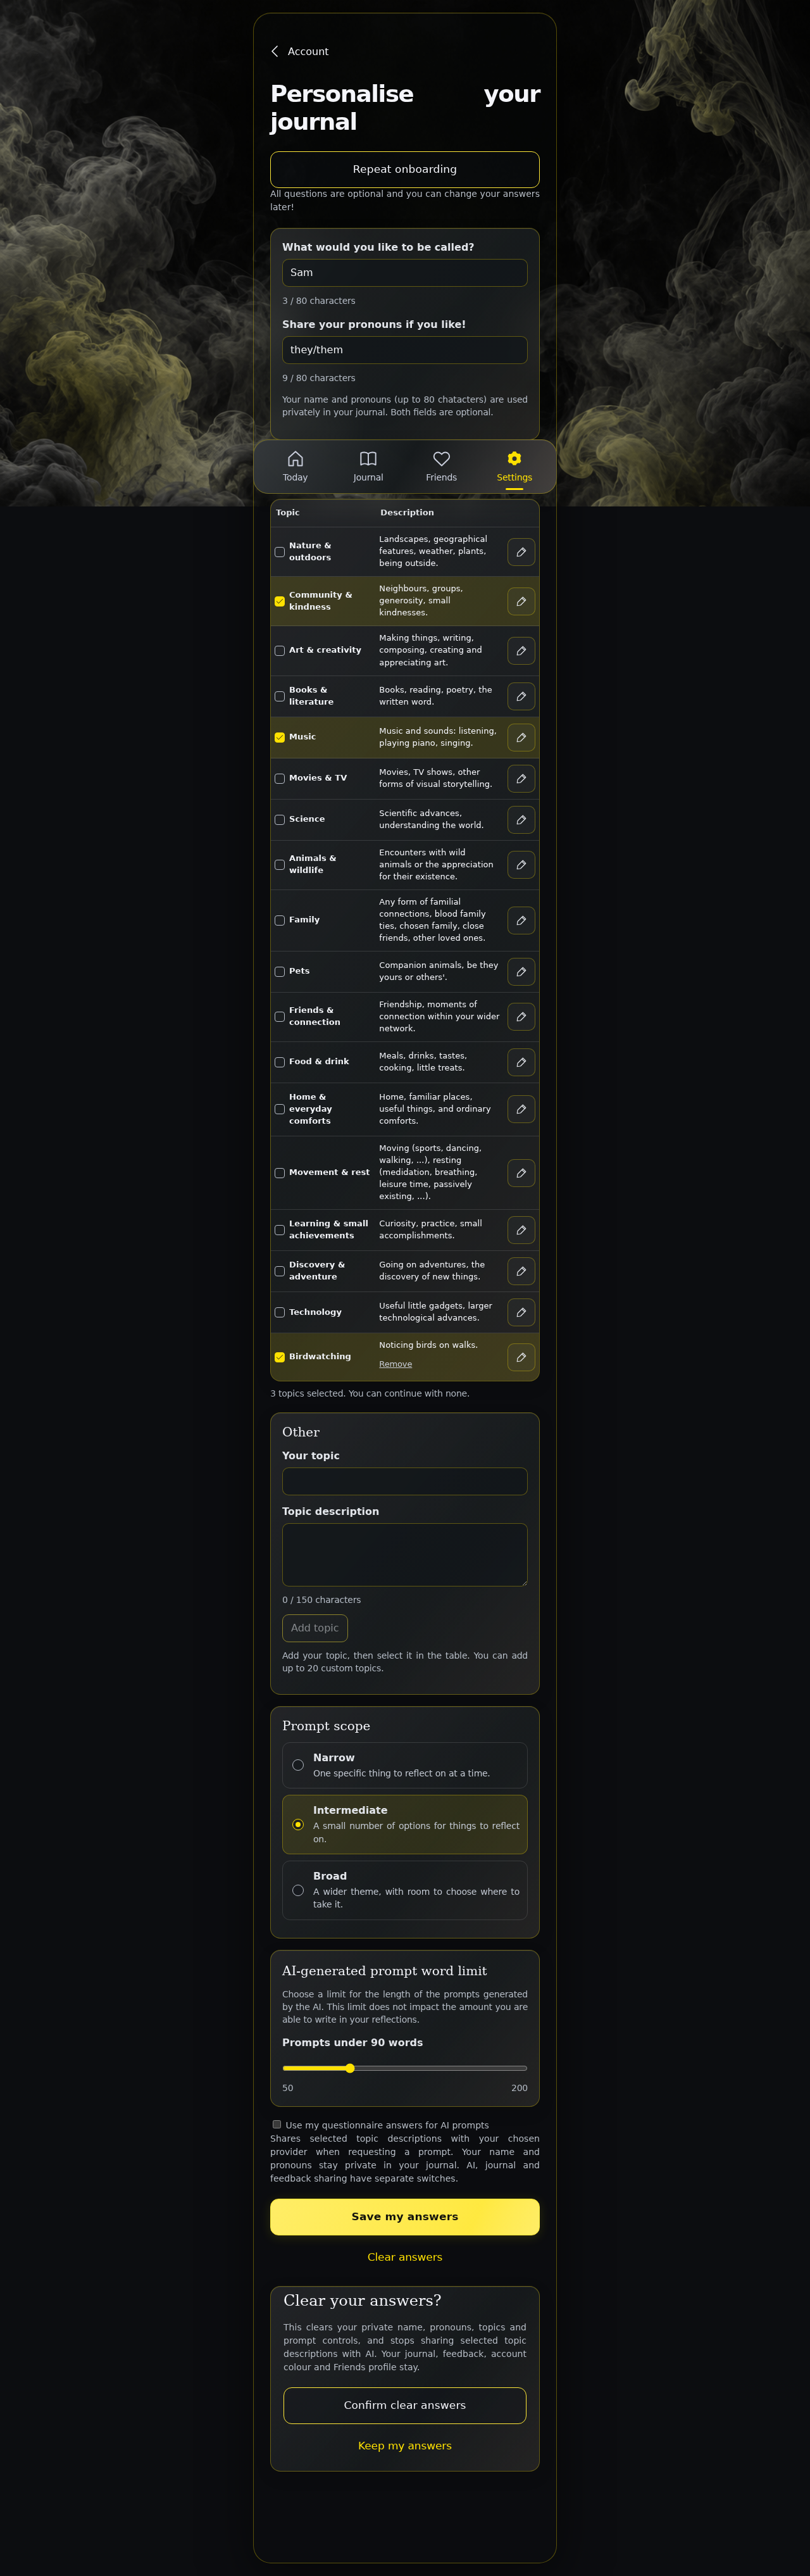 Account
Personalise your
journal
Repeat onboarding
All questions are optional and you can change your answers
later!
What would you like to be called?
Sam
3 / 80 characters
Share your pronouns if you like!
they/them
9 / 80 characters
Your name and pronouns (up to 80 chatacters) are used
privately in your journal. Both fields are optional.
Today
Journal
Friends
Settings
Topic
Description
Nature &
outdoors
Landscapes, geographical
features, weather, plants,
being outside.
Community &
kindness
Neighbours, groups,
generosity, small
kindnesses.
Art & creativity
Making things, writing,
composing, creating and
appreciating art.
Books &
literature
Books, reading, poetry, the
written word.
Music
Music and sounds: listening,
playing piano, singing.
Movies & TV
Movies, TV shows, other
forms of visual storytelling.
Science
Scientific advances,
understanding the world.
Animals &
wildlife
Encounters with wild
animals or the appreciation
for their existence.
Family
Any form of familial
connections, blood family
ties, chosen family, close
friends, other loved ones.
Pets
Companion animals, be they
yours or others'.
Friends &
connection
Friendship, moments of
connection within your wider
network.
Food & drink
Meals, drinks, tastes,
cooking, little treats.
Home &
everyday
comforts
Home, familiar places,
useful things, and ordinary
comforts.
Movement & rest
Moving (sports, dancing,
walking, ...), resting
(medidation, breathing,
leisure time, passively
existing, ...).
Learning & small
achievements
Curiosity, practice, small
accomplishments.
Discovery &
adventure
Going on adventures, the
discovery of new things.
Technology
Useful little gadgets, larger
technological advances.
Birdwatching
Noticing birds on walks.
Remove
3 topics selected. You can continue with none.
Other
Your topic
Topic description
0 / 150 characters
Add topic
Add your topic, then select it in the table. You can add
up to 20 custom topics.
Prompt scope
Narrow
One specific thing to reflect on at a time.
Intermediate
A small number of options for things to reflect
on.
Broad
A wider theme, with room to choose where to
take it.
AI-generated prompt word limit
Choose a limit for the length of the prompts generated
by the AI. This limit does not impact the amount you are
able to write in your reflections.
Prompts under 90 words
50
200
Use my questionnaire answers for AI prompts
Shares selected topic descriptions with your chosen
provider when requesting a prompt. Your name and
pronouns stay private in your journal. AI, journal and
feedback sharing have separate switches.
Save my answers
Clear answers
Clear your answers?
This clears your private name, pronouns, topics and
prompt controls, and stops sharing selected topic
descriptions with AI. Your journal, feedback, account
colour and Friends profile stay.
Confirm clear answers
Keep my answers